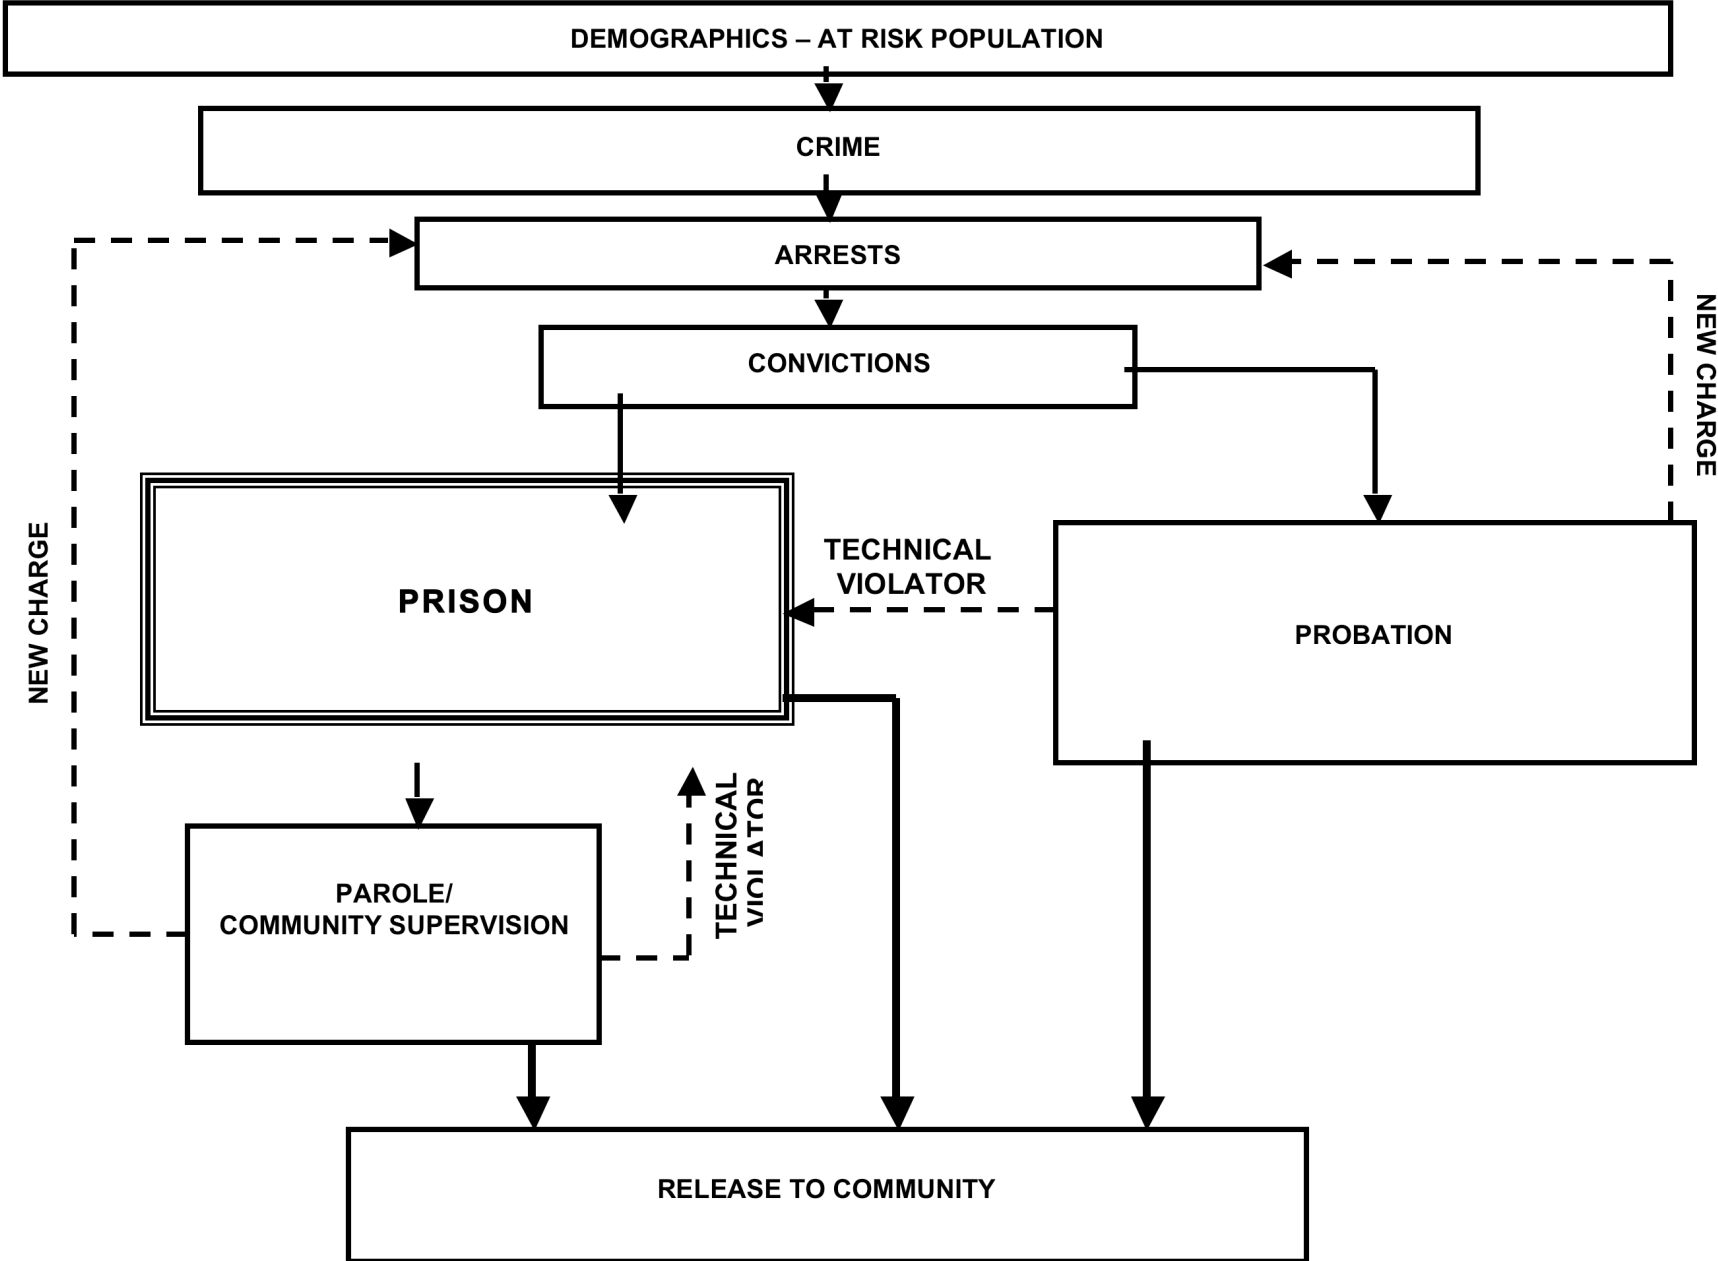 DEMOGRAPHICS – AT RISK POPULATION
CRIME
ARRESTS
CONVICTIONS
NEW CHARGE
NEW CHARGE
TECHNICAL
VIOLATOR
PRISON
PROBATION
TECHNICAL
VIOLATOR
PAROLE/
COMMUNITY SUPERVISION
RELEASE TO COMMUNITY